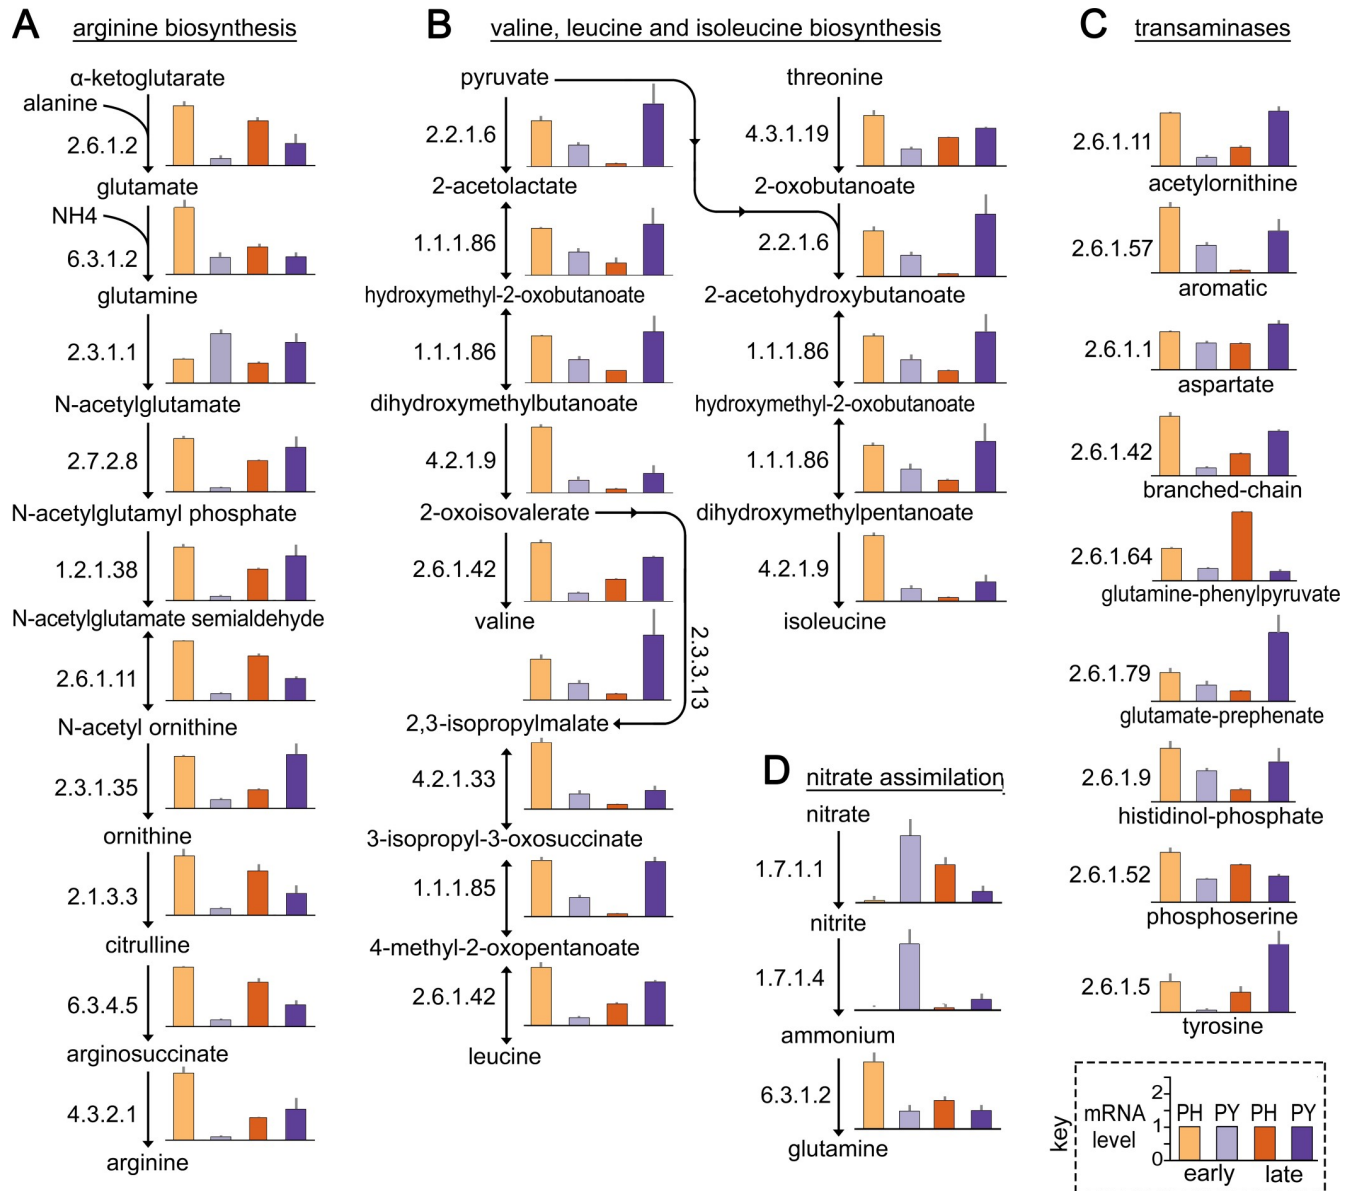 A arginine biosynthesis
α-ketoglutarate
alanine
2.6.1.2
glutamate
NH4
6.3.1.2
glutamine
2.3.1.1
N-acetylglutamate
2.7.2.8
N-acetylglutamyl phosphate
1.2.1.38
N-acetylglutamate semialdehyde
2.6.1.11
N-acetyl ornithine
2.3.1.35
ornithine
2.1.3.3
citrulline
6.3.4.5
arginosuccinate
4.3.2.1
arginine
B valine, leucine and isoleucine biosynthesis
pyruvate
2.2.1.6
2-acetolactate
1.1.1.86
hydroxymethyl-2-oxobutanoate
1.1.1.86
dihydroxymethylbutanoate
4.2.1.9
2-oxoisovalerate
2.6.1.42
valine
2.3.3.13
2,3-isopropylmalate
4.2.1.33
3-isopropyl-3-oxosuccinate
1.1.1.85
4-methyl-2-oxopentanoate
2.6.1.42
leucine
threonine
4.3.1.19
2-oxobutanoate
2.2.1.6
2-acetohydroxybutanoate
1.1.1.86
hydroxymethyl-2-oxobutanoate
1.1.1.86
dihydroxymethylpentanoate
4.2.1.9
isoleucine
C transaminases
2.6.1.11
acetylornithine
2.6.1.57
aromatic
2.6.1.1
aspartate
2.6.1.42
branched-chain
2.6.1.64
glutamine-phenylpyruvate
2.6.1.79
glutamate-prephenate
2.6.1.9
histidinol-phosphate
2.6.1.52
phosphoserine
2.6.1.5
tyrosine
D nitrate assimilation
nitrate
1.7.1.1
nitrite
1.7.1.4
ammonium
6.3.1.2
glutamine
key
mRNA level
2
1
0
PH PY PH PY
early late